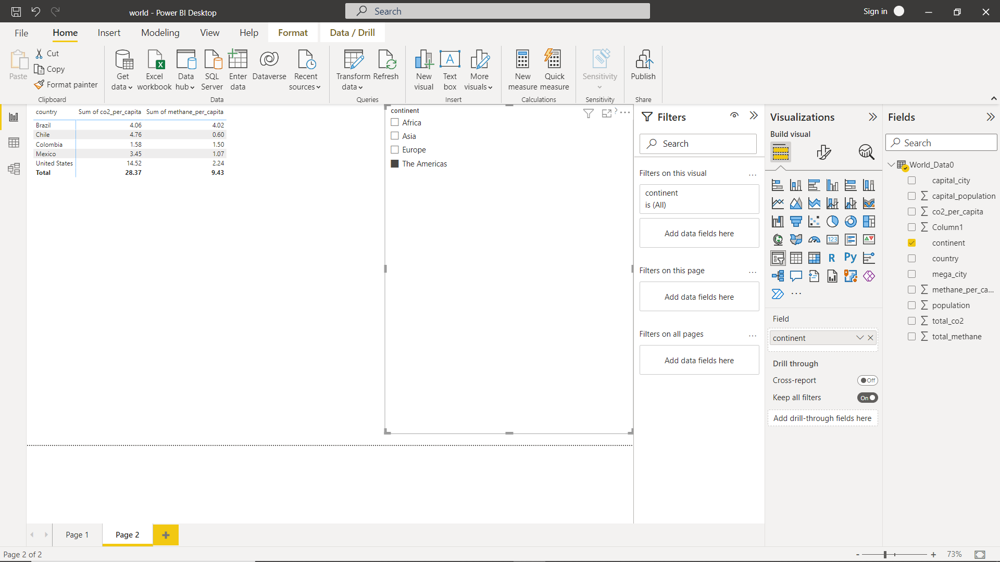 world - Power BI Desktop
Search
Sign in
File
Home
Insert
Modeling
View
Help
Format
Data / Drill
Paste
Cut
Copy
Format painter
Clipboard
Get data
Excel workbook
Data hub
SQL Server
Enter data
Dataverse
Recent sources
Data
Transform data
Refresh
Queries
New visual
Text box
More visuals
Insert
New measure
Quick measure
Calculations
Sensitivity
Sensitivity
Publish
Share
country Sum of co2_per_capita Sum of methane_per_capita
Brazil 4.06 4.02
Chile 4.76 0.60
Colombia 1.58 1.50
Mexico 3.45 1.07
United States 14.52 2.24
Total 28.37 9.43
continent
Africa
Asia
Europe
The Americas
Filters
Search
Filters on this visual
continent
is (All)
Add data fields here
Filters on this page
Add data fields here
Filters on all pages
Add data fields here
Visualizations
Build visual
123
R
Py
Field
continent
Drill through
Cross-report
Off
Keep all filters
On
Add drill-through fields here
Fields
Search
World_Data0
capital_city
capital_population
co2_per_capita
Column1
continent
country
mega_city
methane_per_ca...
population
total_co2
total_methane
Page 1
Page 2
Page 2 of 2
73%